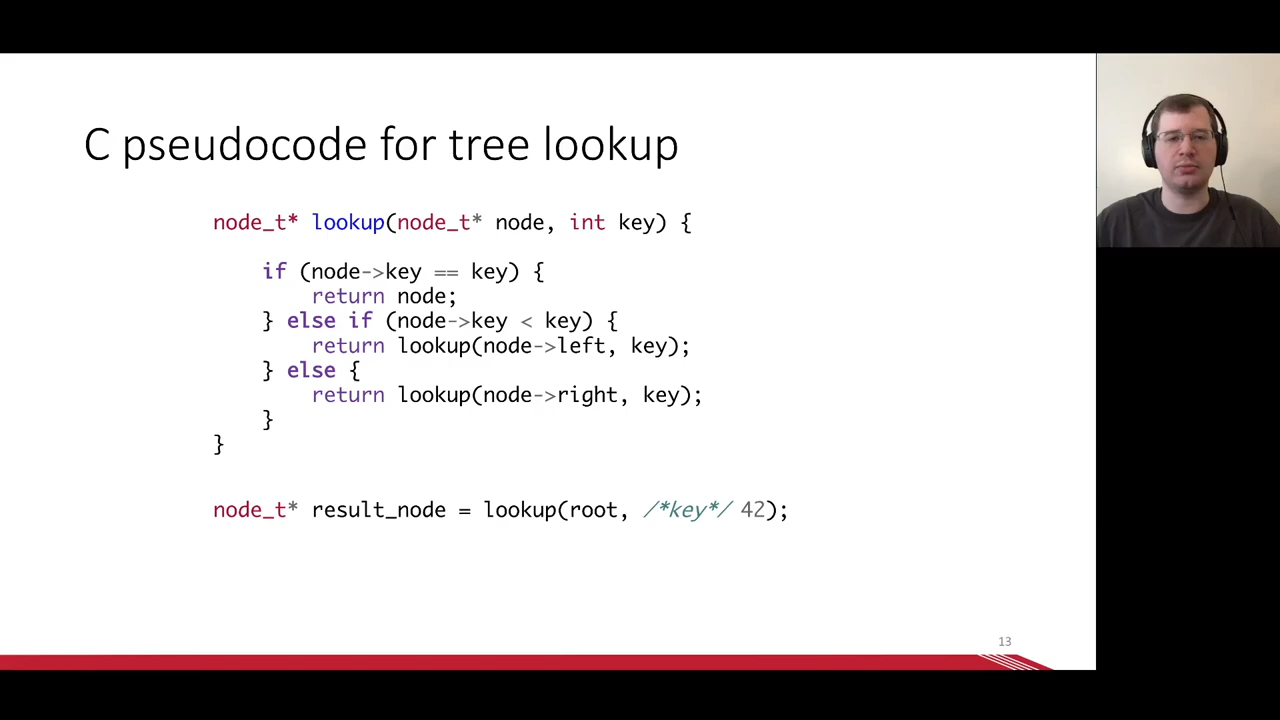 C pseudocode for tree lookup
node_t* lookup(node_t* node, int key) {
if (node->key == key) {
return node;
} else if (node->key < key) {
return lookup(node->left, key);
} else {
return lookup(node->right, key);
}
}
node_t* result_node = lookup(root, /*key*/ 42);
13